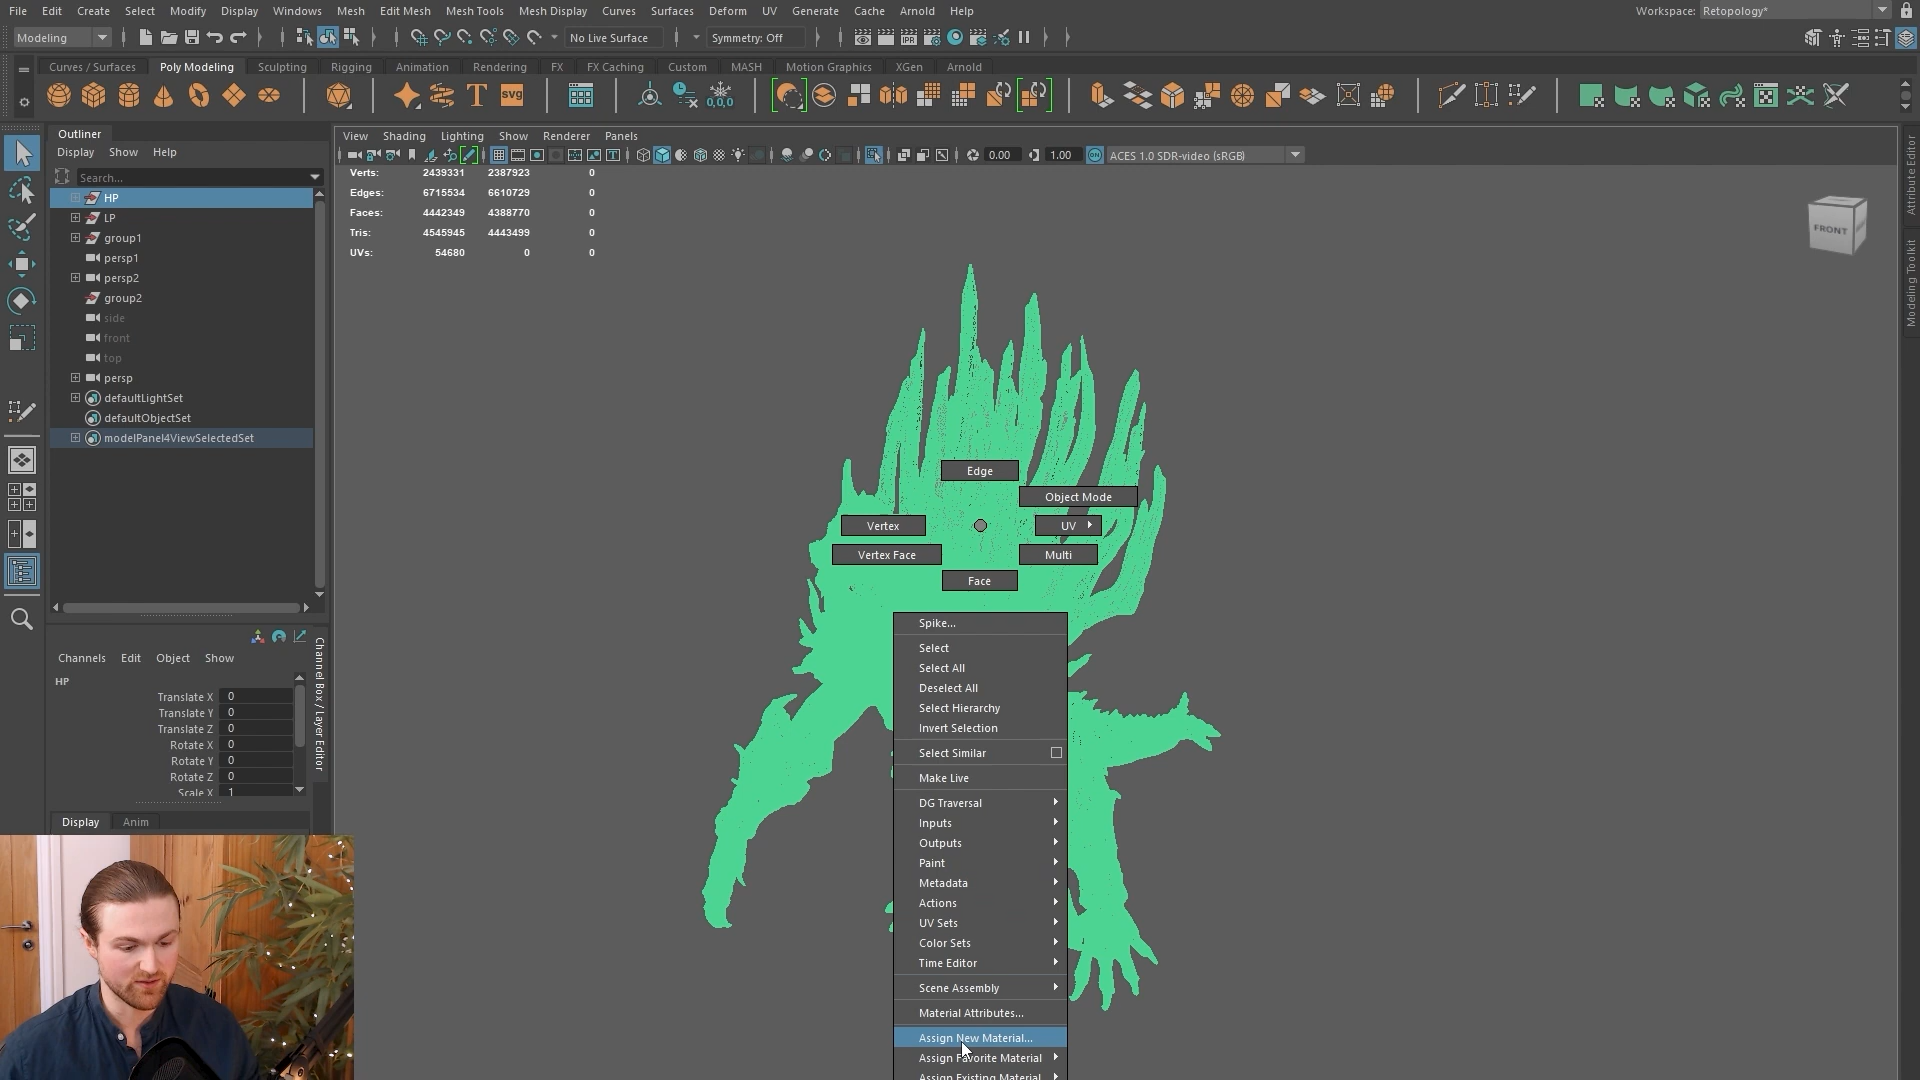 File Edit Create Select Modify Display Windows Mesh Edit Mesh Mesh Tools Mesh Display Curves Surfaces Deform UV Generate Cache Arnold Help Workspace: Retopology*
Modeling No Live Surface Symmetry: Off
Curves / Surfaces Poly Modeling Sculpting Rigging Animation Rendering FX FX Caching Custom MASH Motion Graphics XGen Arnold
T SVG 0,0,0
Outliner
Display Show Help
Search...
HP
LP
group1
persp1
persp2
group2
side
front
top
persp
defaultLightSet
defaultObjectSet
modelPanel4ViewSelectedSet
View Shading Lighting Show Renderer Panels
0.00 1.00 ACES 1.0 SDR-video (sRGB)
Verts: 2439331 2387923 0
Edges: 6715534 6610729 0
Faces: 4442349 4388770 0
Tris: 4545945 4443499 0
UVs: 54680 0 0
FRONT
Attribute Editor
Modeling Toolkit
Edge
Object Mode
Vertex UV
Vertex Face Multi
Face
Spike...
Select
Select All
Deselect All
Select Hierarchy
Invert Selection
Select Similar
Make Live
DG Traversal
Inputs
Outputs
Paint
Metadata
Actions
UV Sets
Color Sets
Time Editor
Scene Assembly
Material Attributes...
Assign New Material...
Assign Favorite Material
Assign Existing Material
Channels Edit Object Show
HP
Translate X 0
Translate Y 0
Translate Z 0
Rotate X 0
Rotate Y 0
Rotate Z 0
Scale X 1
Channel Box / Layer Editor
Display Anim